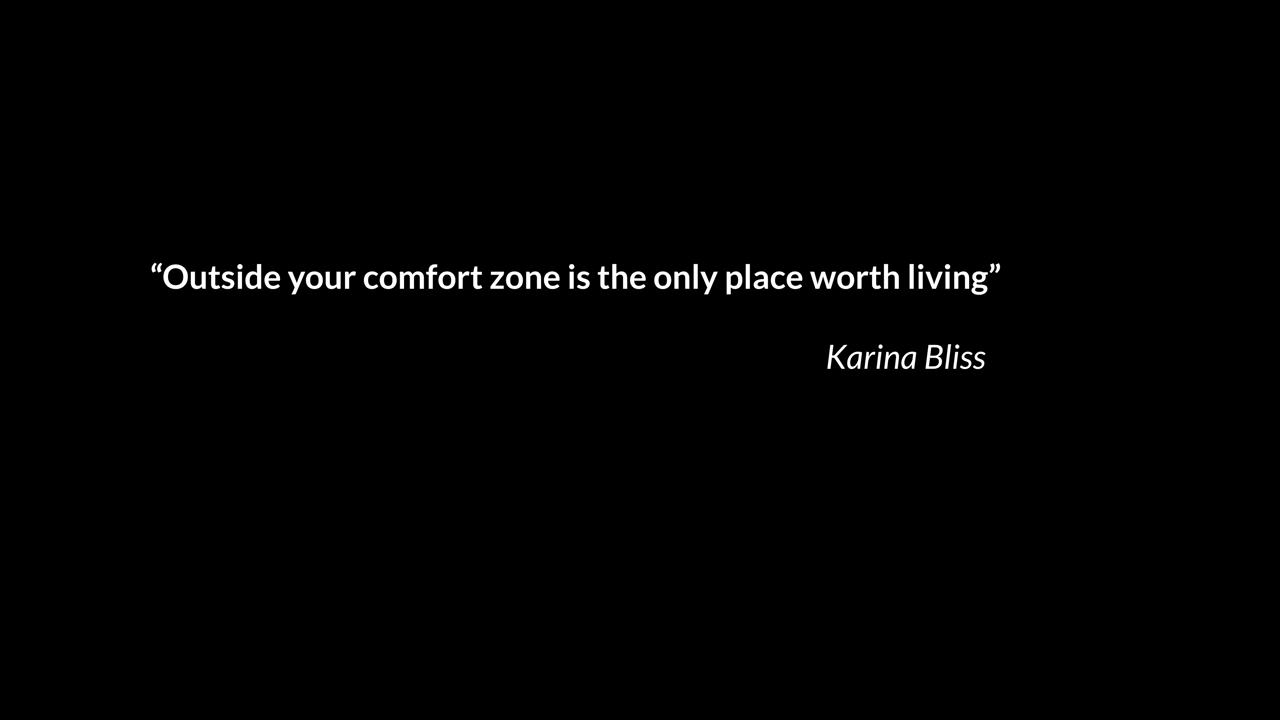 “Outside your comfort zone is the only place worth living”
Karina Bliss